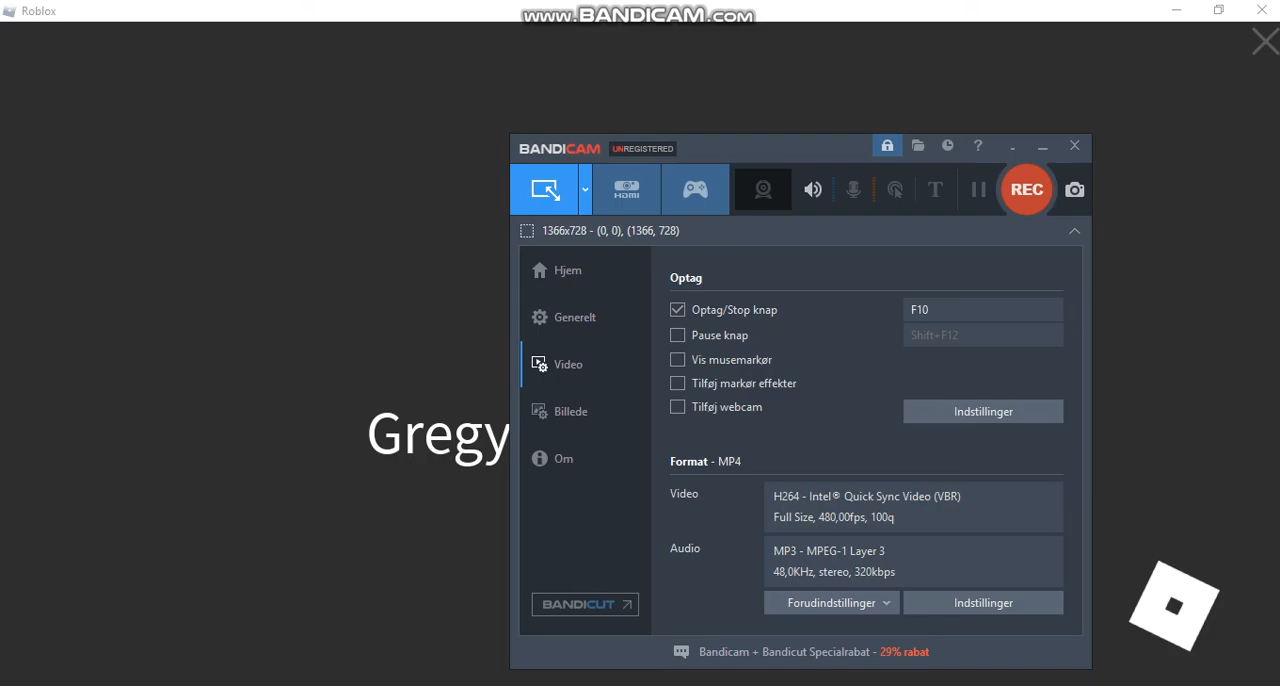 Roblox
www.BANDICAM.com
BANDICAM UNREGISTERED
?
HDMI
T
REC
1366x728 - (0, 0), (1366, 728)
Hjem
Generelt
Video
Billede
Om
BANDICUT
Optag
Optag/Stop knap F10
Pause knap Shift+F12
Vis musemarkør
Tilføj markør effekter
Tilføj webcam
Indstillinger
Format - MP4
Video
H264 - Intel® Quick Sync Video (VBR)
Full Size, 480,00fps, 100q
Audio
MP3 - MPEG-1 Layer 3
48,0KHz, stereo, 320kbps
Forudindstillinger Indstillinger
Bandicam + Bandicut Specialrabat - 29% rabat
Gregy